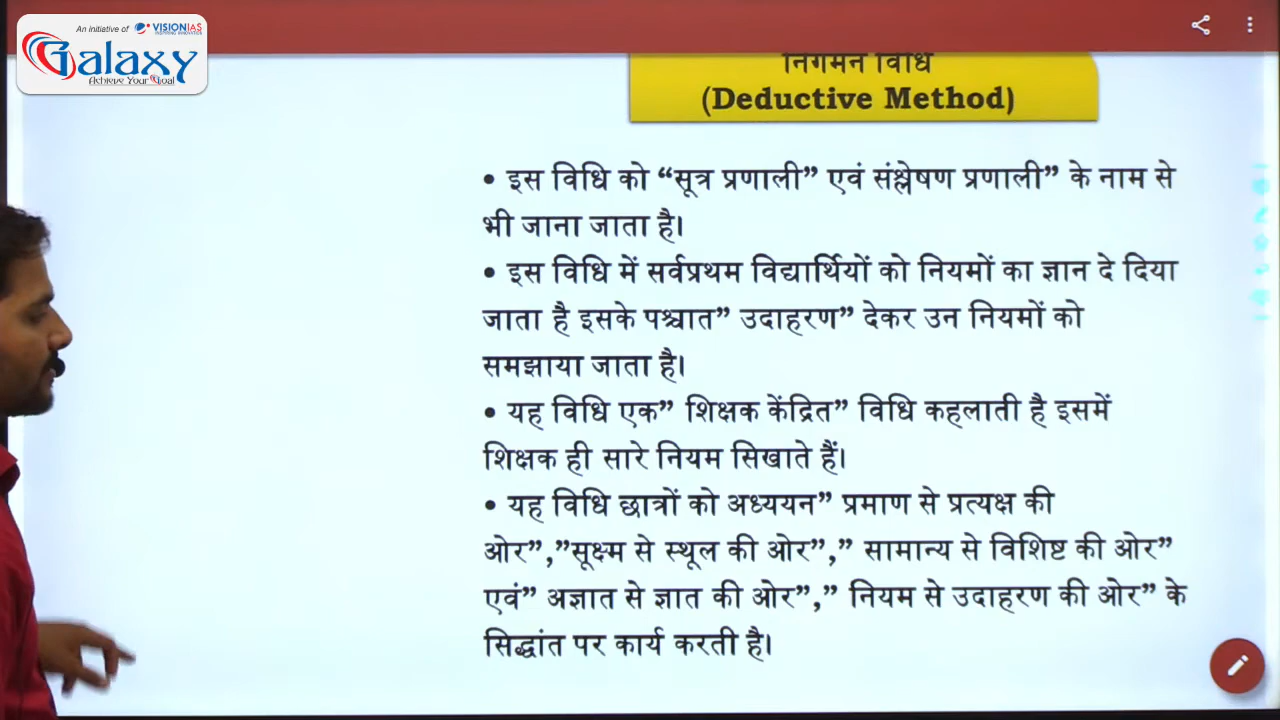 An initiative of VISIONIAS
INSPIRING INNOVATION
Galaxy
Achieve Your Goal
निगमन विधि
(Deductive Method)
• इस विधि को “सूत्र प्रणाली” एवं संश्लेषण प्रणाली” के नाम से
भी जाना जाता है।
• इस विधि में सर्वप्रथम विद्यार्थियों को नियमों का ज्ञान दे दिया
जाता है इसके पश्चात” उदाहरण” देकर उन नियमों को
समझाया जाता है।
• यह विधि एक” शिक्षक केंद्रित” विधि कहलाती है इसमें
शिक्षक ही सारे नियम सिखाते हैं।
• यह विधि छात्रों को अध्ययन” प्रमाण से प्रत्यक्ष की
ओर”,”सूक्ष्म से स्थूल की ओर”,” सामान्य से विशिष्ट की ओर”
एवं” अज्ञात से ज्ञात की ओर”,” नियम से उदाहरण की ओर” के
सिद्धांत पर कार्य करती है।